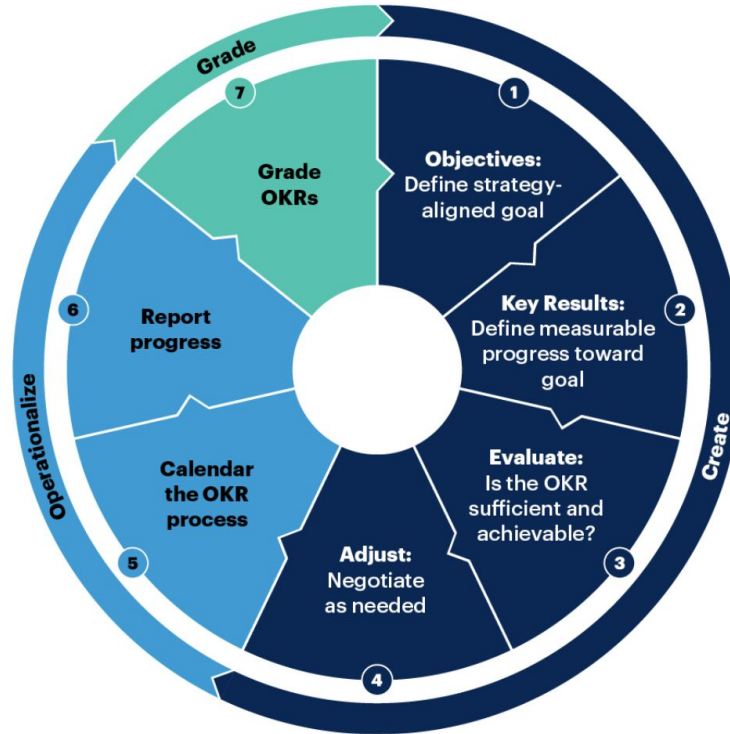 Grade
7
Grade
OKRs
1
Objectives:
Define strategy-
aligned goal
2
Key Results:
Define measurable
progress toward
goal
Create
3
Evaluate:
Is the OKR
sufficient and
achievable?
4
Adjust:
Negotiate
as needed
5
Calendar
the OKR
process
Operationalize
6
Report
progress